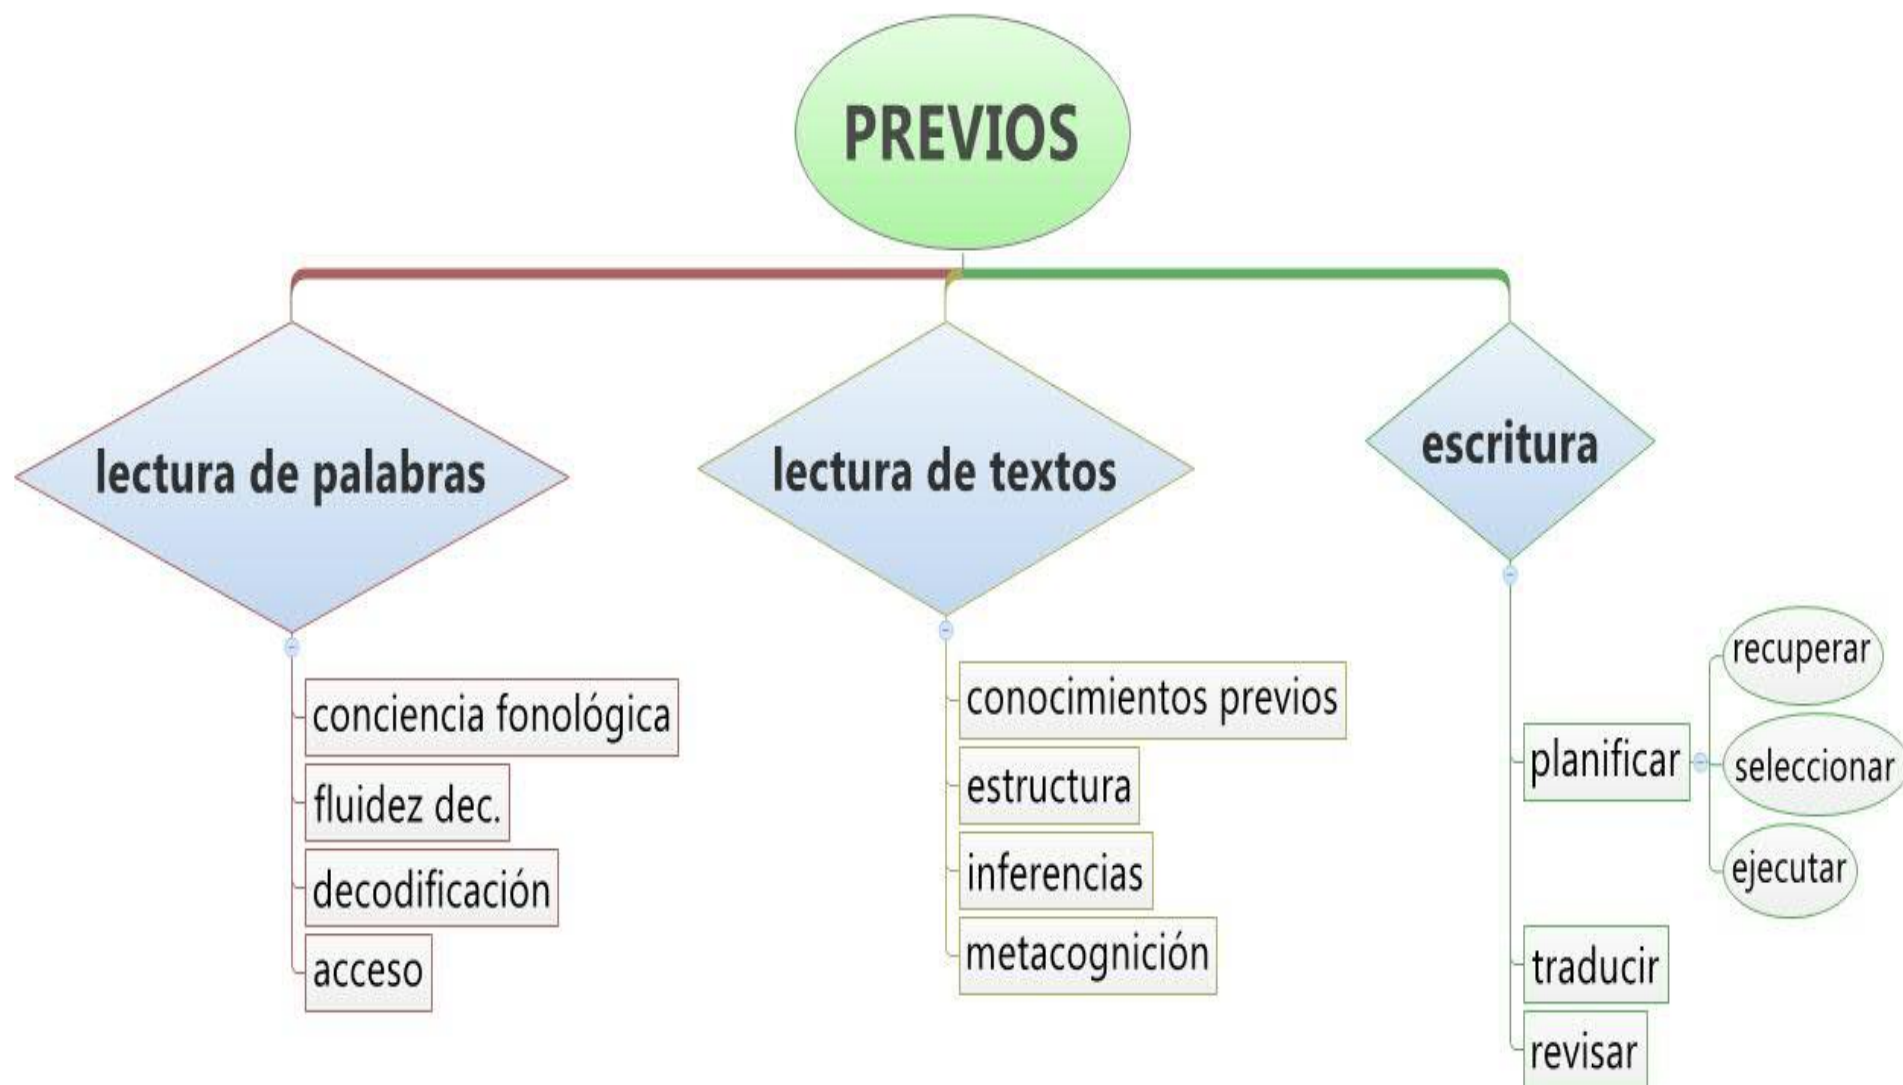 PREVIOS
lectura de palabras
conciencia fonológica
fluidez dec.
decodificación
acceso
lectura de textos
conocimientos previos
estructura
inferencias
metacognición
escritura
planificar
recuperar
seleccionar
ejecutar
traducir
revisar